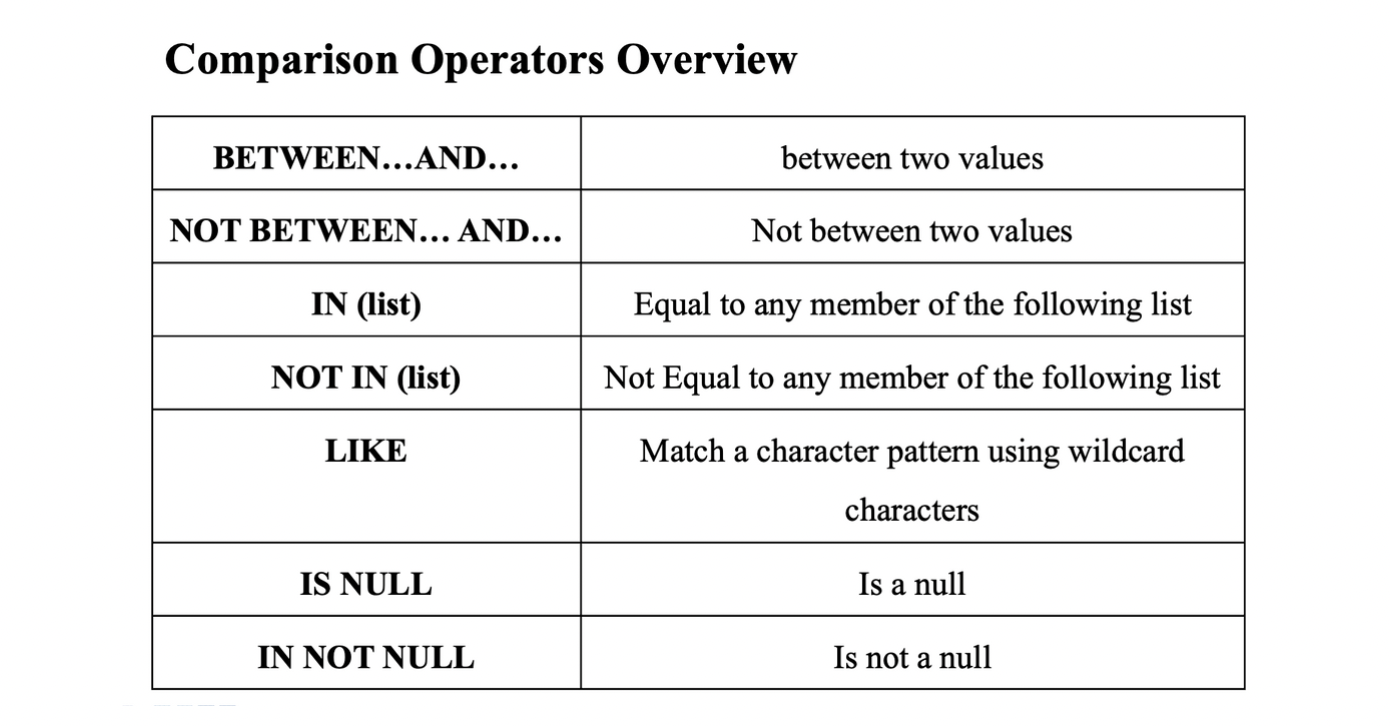 Comparison Operators Overview
BETWEEN…AND… between two values
NOT BETWEEN… AND… Not between two values
IN (list) Equal to any member of the following list
NOT IN (list) Not Equal to any member of the following list
LIKE Match a character pattern using wildcard
characters
IS NULL Is a null
IN NOT NULL Is not a null